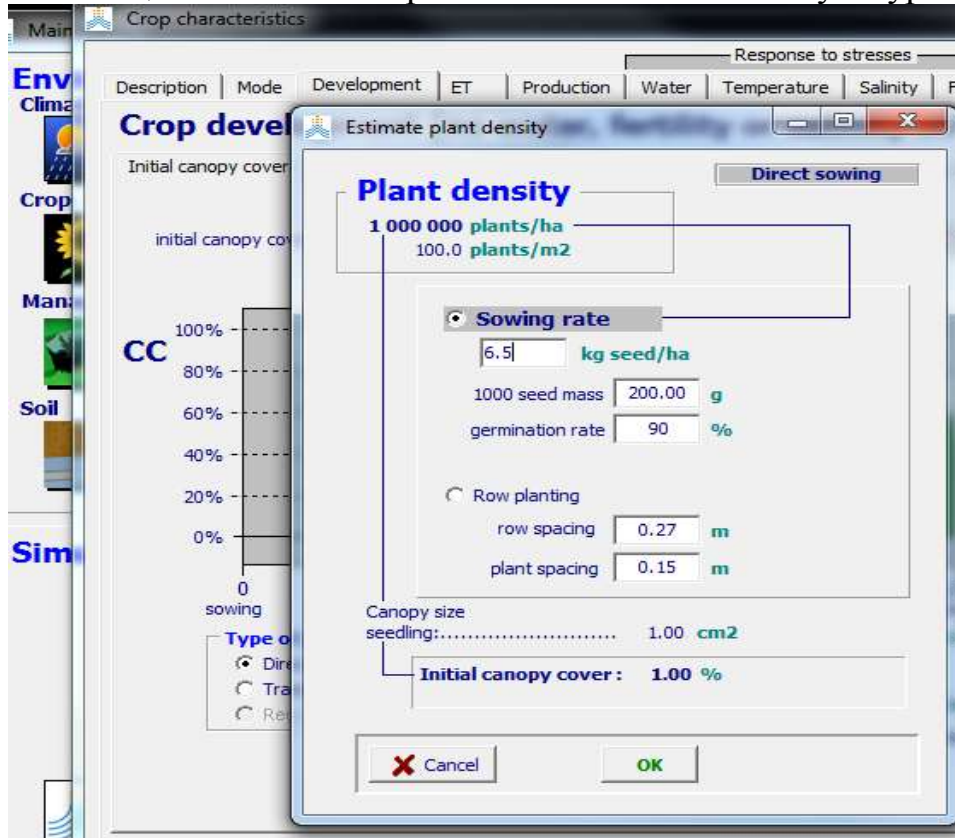 Main
Crop characteristics
Response to stresses
Env
Description Mode Development ET Production Water Temperature Salinity F
Clima
Crop devel
Estimate plant density
Initial canopy cover
Direct sowing
Plant density
Crop
1 000 000 plants/ha
initial canopy cov
100.0 plants/m2
Mana
Sowing rate
100%
CC
6.5 kg seed/ha
80%
1000 seed mass 200.00 g
Soil
60%
germination rate 90 %
40%
20%
Row planting
0%
row spacing 0.27 m
Sim
plant spacing 0.15 m
0
sowing
Canopy size
seedling:.......................... 1.00 cm2
Type o
Dire
Initial canopy cover : 1.00 %
Tra
Re
Cancel OK